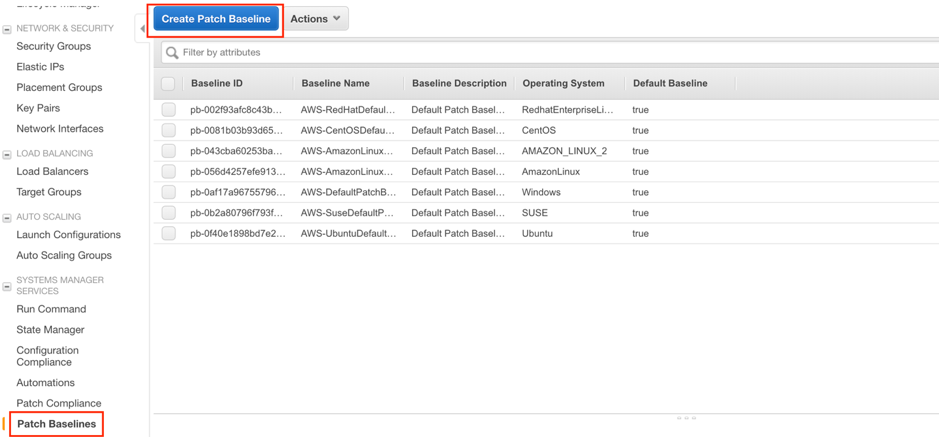 Lifecycle Manager
NETWORK & SECURITY
Security Groups
Elastic IPs
Placement Groups
Key Pairs
Network Interfaces
LOAD BALANCING
Load Balancers
Target Groups
AUTO SCALING
Launch Configurations
Auto Scaling Groups
SYSTEMS MANAGER
SERVICES
Run Command
State Manager
Configuration
Compliance
Automations
Patch Compliance
Patch Baselines
Create Patch Baseline Actions
Filter by attributes
Baseline ID Baseline Name Baseline Description Operating System Default Baseline
pb-002f93afc8c43b... AWS-RedHatDefaul... Default Patch Basel... RedhatEnterpriseLi... true
pb-0081b03b93d65... AWS-CentOSDefau... Default Patch Basel... CentOS true
pb-043cba60253ba... AWS-AmazonLinux... Default Patch Basel... AMAZON_LINUX_2 true
pb-056d4257efe913... AWS-AmazonLinux... Default Patch Basel... AmazonLinux true
pb-0af17a96755796... AWS-DefaultPatchB... Default Patch Basel... Windows true
pb-0b2a80796f793f... AWS-SuseDefaultP... Default Patch Basel... SUSE true
pb-0f40e1898bd7e2... AWS-UbuntuDefault... Default Patch Basel... Ubuntu true